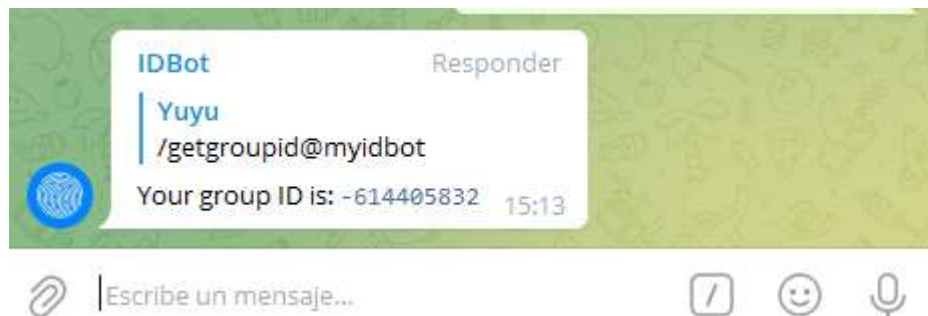 IDBot Responder
Yuyu
/getgroupid@myidbot
Your group ID is: -614405832 15:13
Escribe un mensaje...